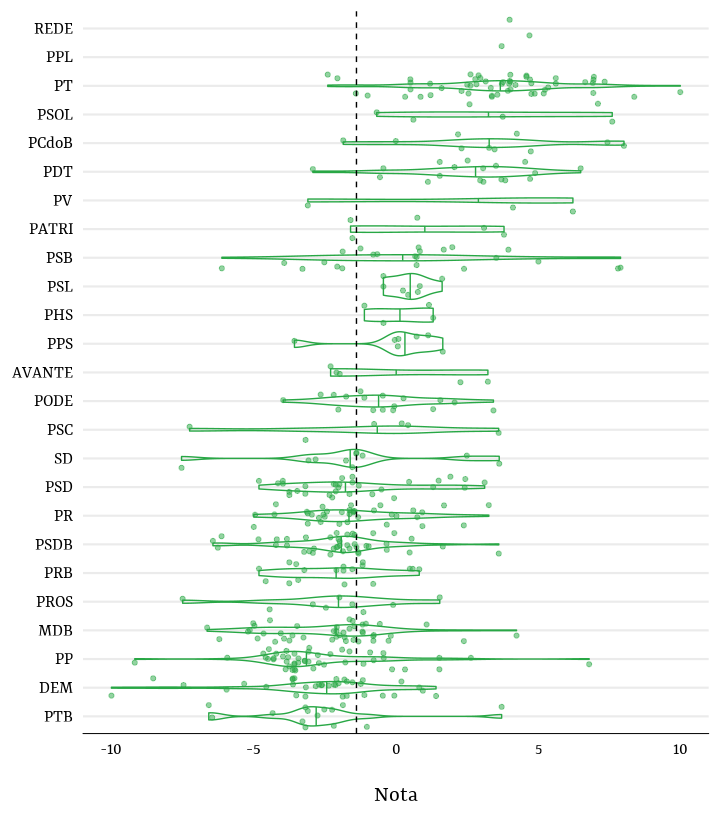 REDE
PPL
PT
PSOL
PCdoB
PDT
PV
PATRI
PSB
PSL
PHS
PPS
AVANTE
PODE
PSC
SD
PSD
PR
PSDB
PRB
PROS
MDB
PP
DEM
PTB
-10 -5 0 5 10
Nota